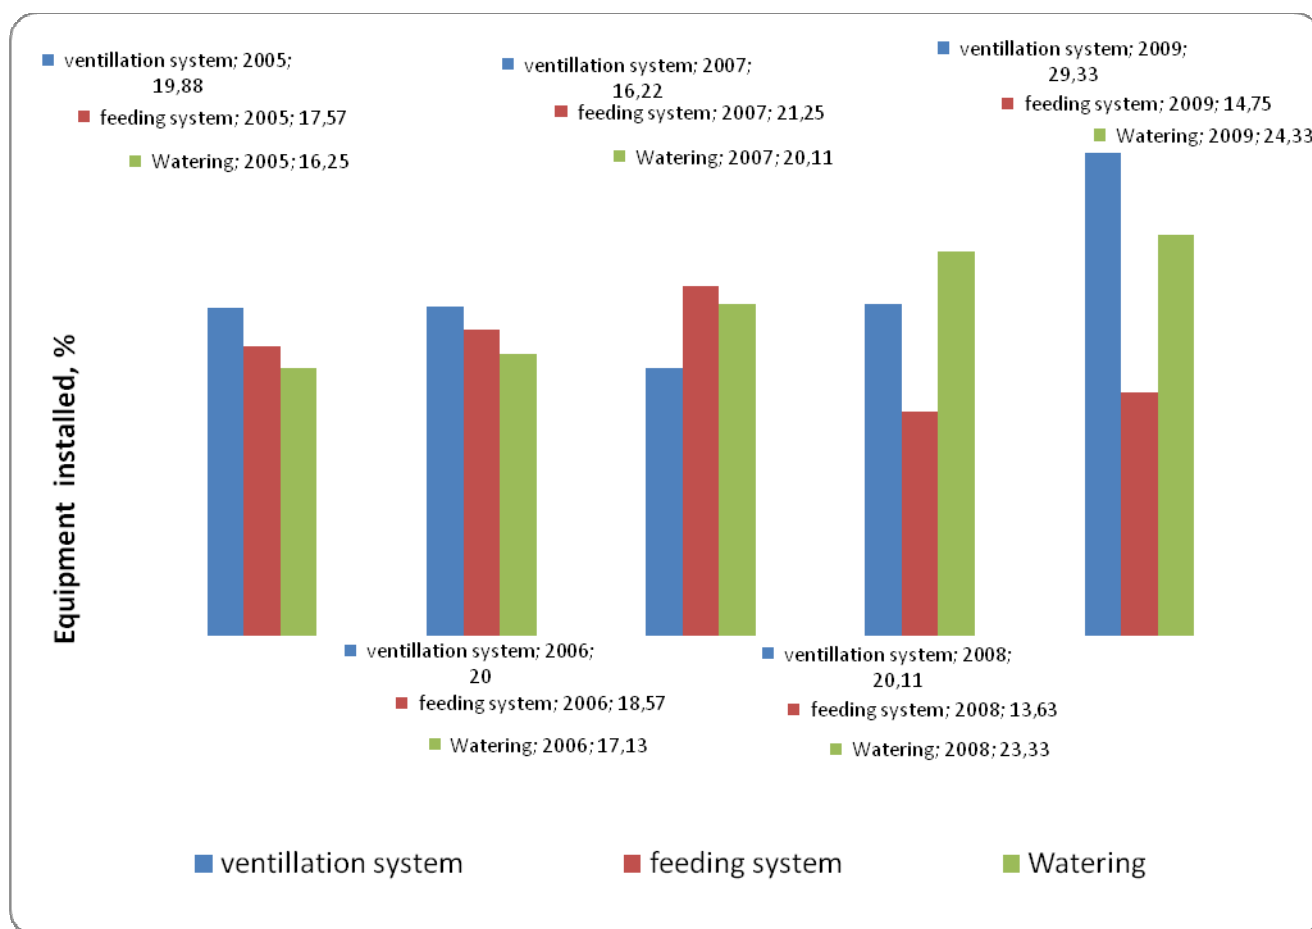 ventillation system; 2005;
19,88
feeding system; 2005; 17,57
Watering; 2005; 16,25
ventillation system; 2007;
16,22
feeding system; 2007; 21,25
Watering; 2007; 20,11
ventillation system; 2009;
29,33
feeding system; 2009; 14,75
Watering; 2009; 24,33
Equipment installed, %
ventillation system; 2006;
20
feeding system; 2006; 18,57
Watering; 2006; 17,13
ventillation system; 2008;
20,11
feeding system; 2008; 13,63
Watering; 2008; 23,33
ventillation system
feeding system
Watering